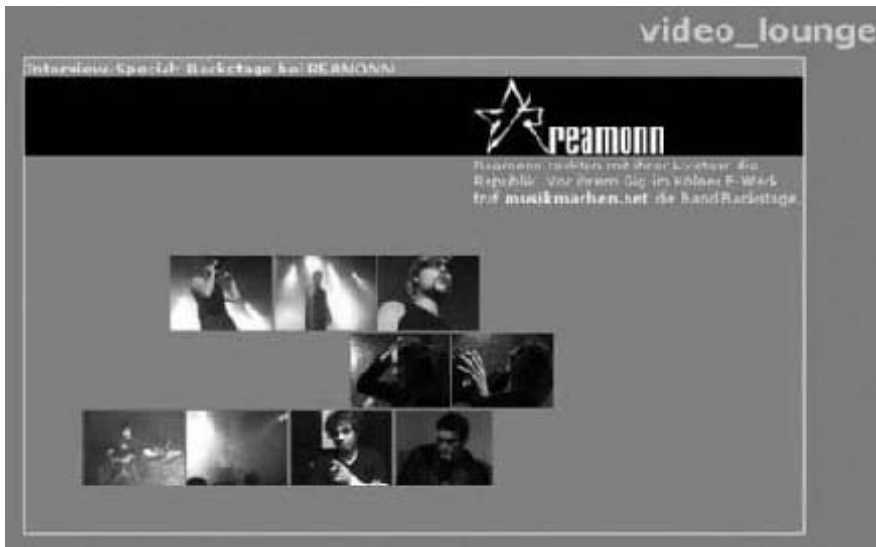 video_lounge
Interview-Special: Backstage bei REAMONN
reamonn
Reamonn rockten mit ihrer Livetour die
Republik. Vor ihrem Gig im Kölner E-Werk
traf musikmachen.net die Band Backstage.